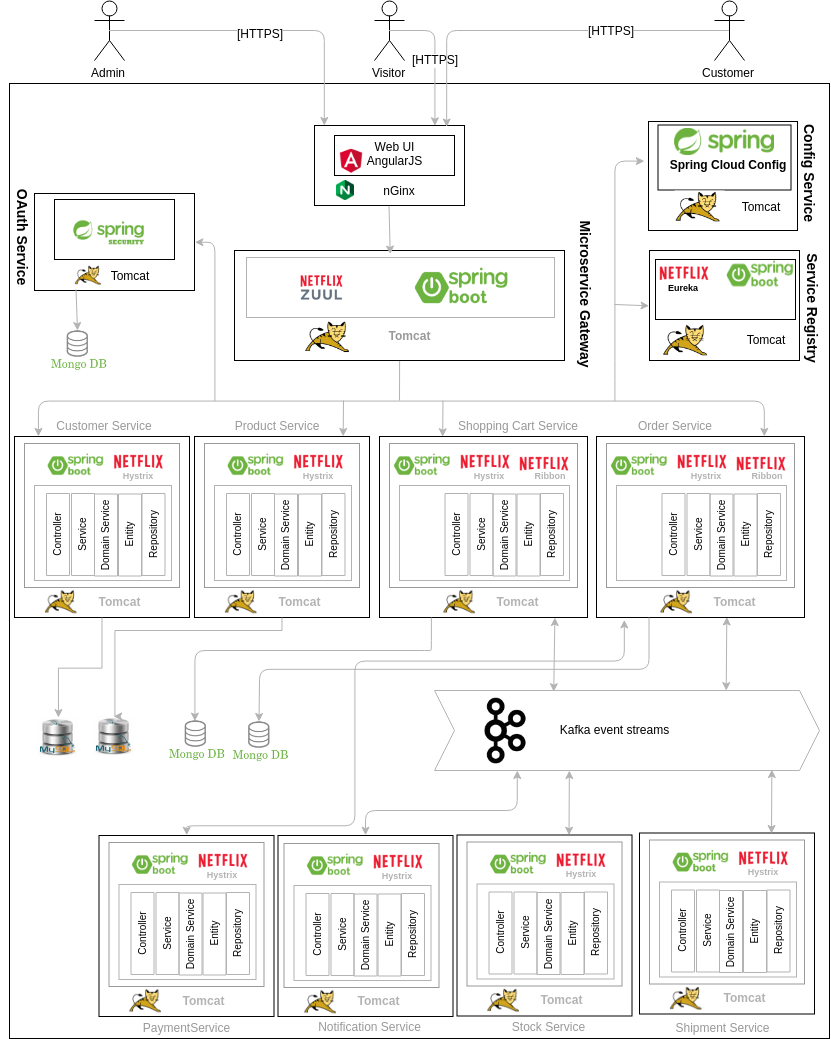 [HTTPS]
[HTTPS]
[HTTPS]
Admin
Visitor
Customer
Web UI
AngularJS
nGinx
spring
Spring Cloud Config
Tomcat
Config Service
OAuth Service
spring
SECURITY
Tomcat
Mongo DB
NETFLIX
ZUUL
spring
boot
Tomcat
Microservice Gateway
NETFLIX
Eureka
spring
boot
Tomcat
Service Registry
Customer Service
spring
boot
NETFLIX
Hystrix
Controller
Service
Domain Service
Entity
Repository
Tomcat
Product Service
spring
boot
NETFLIX
Hystrix
Controller
Service
Domain Service
Entity
Repository
Tomcat
Shopping Cart Service
spring
boot
NETFLIX
Hystrix
NETFLIX
Ribbon
Controller
Service
Domain Service
Entity
Repository
Tomcat
Order Service
spring
boot
NETFLIX
Hystrix
NETFLIX
Ribbon
Controller
Service
Domain Service
Entity
Repository
Tomcat
Mongo DB
Mongo DB
Kafka event streams
spring
boot
NETFLIX
Hystrix
Controller
Service
Domain Service
Entity
Repository
Tomcat
PaymentService
spring
boot
NETFLIX
Hystrix
Controller
Service
Domain Service
Entity
Repository
Tomcat
Notification Service
spring
boot
NETFLIX
Hystrix
Controller
Service
Domain Service
Entity
Repository
Tomcat
Stock Service
spring
boot
NETFLIX
Hystrix
Controller
Service
Domain Service
Entity
Repository
Tomcat
Shipment Service